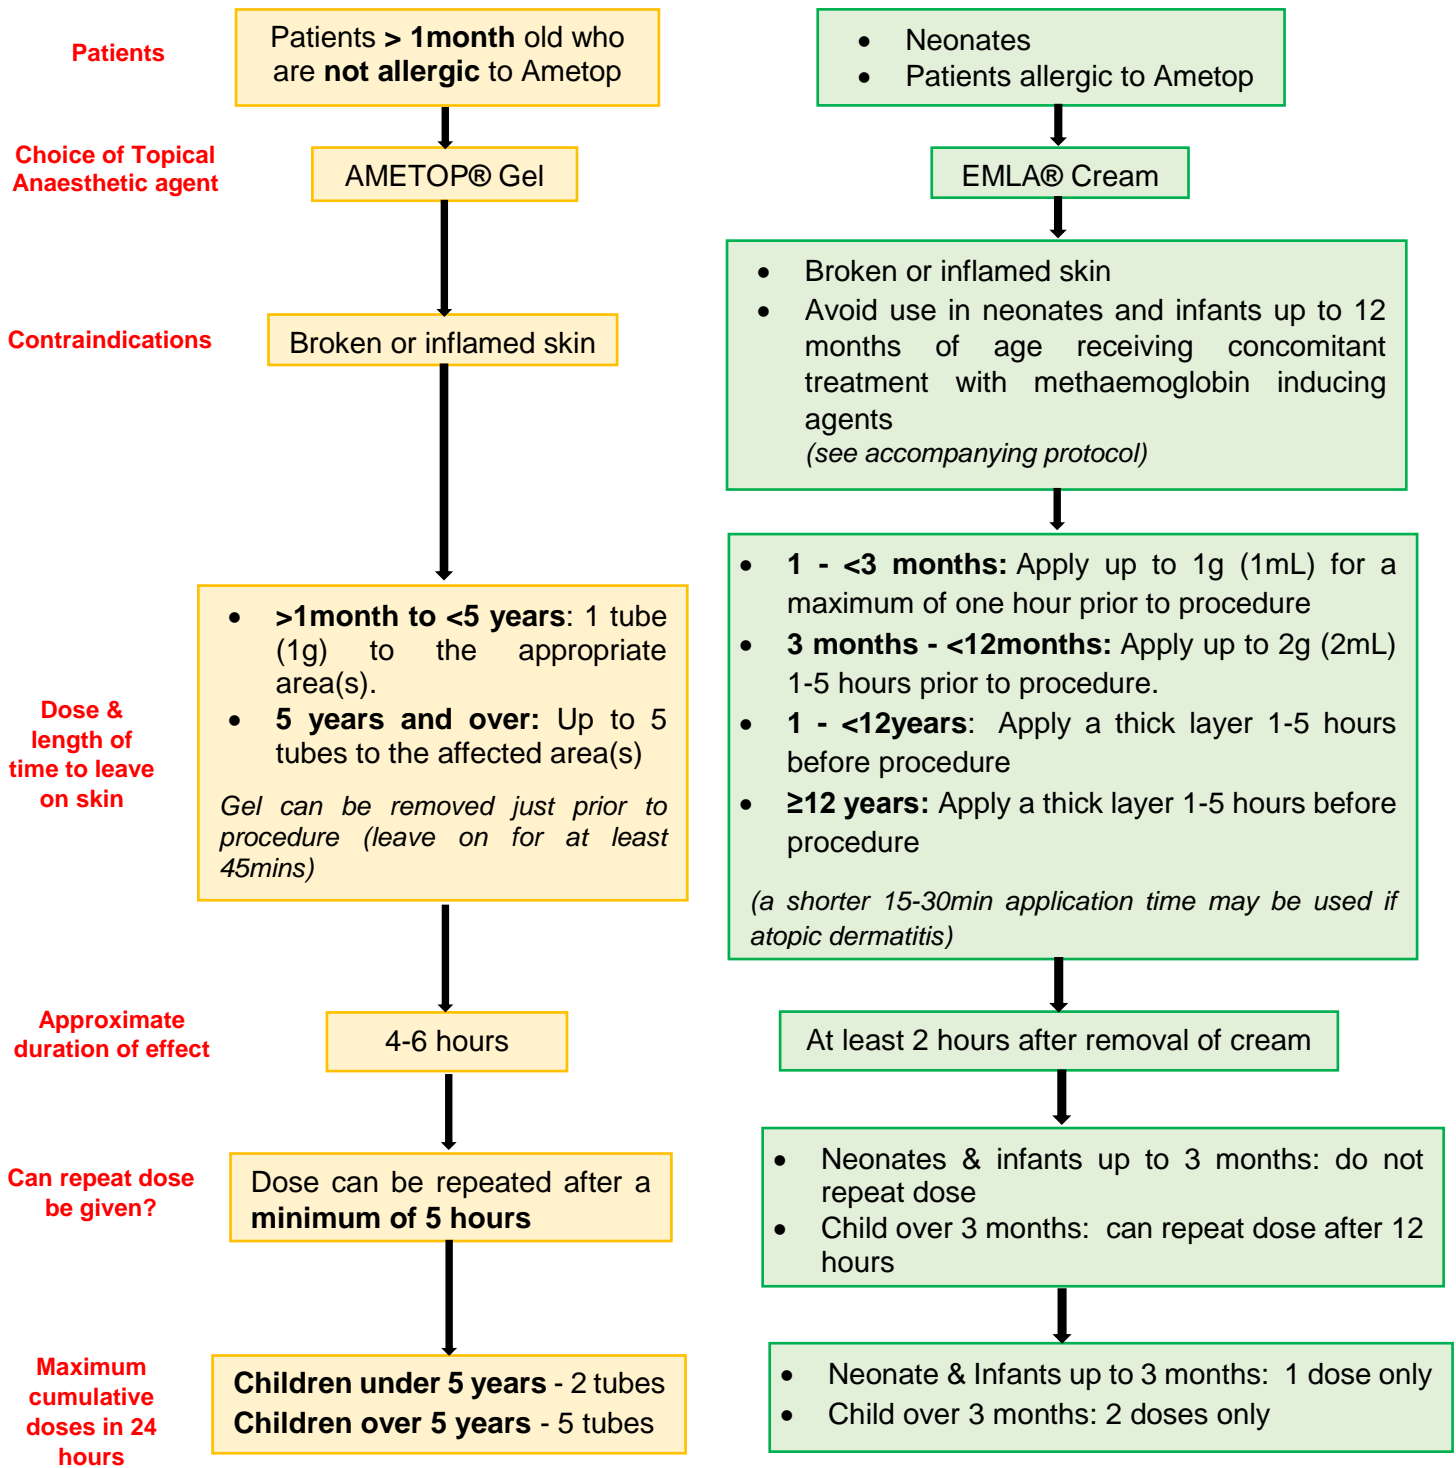 Patients
Patients > 1month old who
are not allergic to Ametop
• Neonates
• Patients allergic to Ametop
Choice of Topical
Anaesthetic agent
AMETOP® Gel
EMLA® Cream
Contraindications
Broken or inflamed skin
• Broken or inflamed skin
• Avoid use in neonates and infants up to 12
months of age receiving concomitant
treatment with methaemoglobin inducing
agents
(see accompanying protocol)
Dose &
length of
time to leave
on skin
• >1month to <5 years: 1 tube
(1g) to the appropriate
area(s).
• 5 years and over: Up to 5
tubes to the affected area(s)
Gel can be removed just prior to
procedure (leave on for at least
45mins)
• 1 - <3 months: Apply up to 1g (1mL) for a
maximum of one hour prior to procedure
• 3 months - <12months: Apply up to 2g (2mL)
1-5 hours prior to procedure.
• 1 - <12years: Apply a thick layer 1-5 hours
before procedure
• ≥12 years: Apply a thick layer 1-5 hours before
procedure
(a shorter 15-30min application time may be used if
atopic dermatitis)
Approximate
duration of effect
4-6 hours
At least 2 hours after removal of cream
Can repeat dose
be given?
Dose can be repeated after a
minimum of 5 hours
• Neonates & infants up to 3 months: do not
repeat dose
• Child over 3 months: can repeat dose after 12
hours
Maximum
cumulative
doses in 24
hours
Children under 5 years - 2 tubes
Children over 5 years - 5 tubes
• Neonate & Infants up to 3 months: 1 dose only
• Child over 3 months: 2 doses only